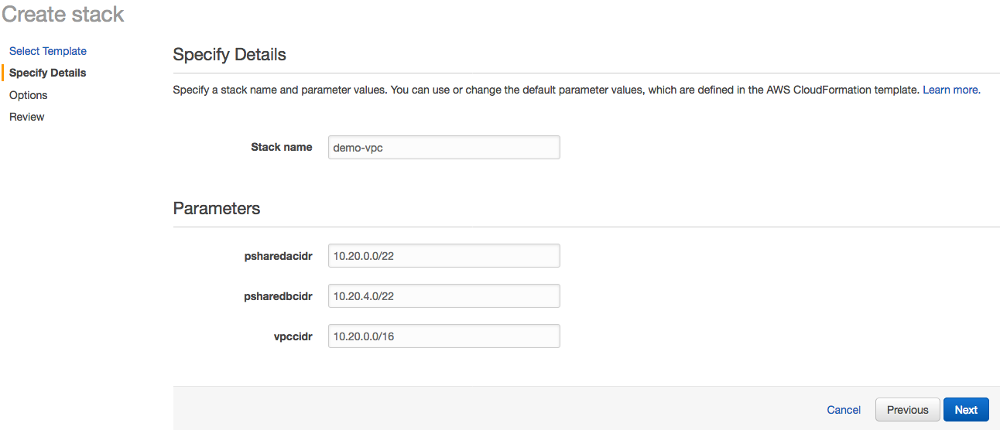 Create stack
Select Template
Specify Details
Options
Review
Specify Details
Specify a stack name and parameter values. You can use or change the default parameter values, which are defined in the AWS CloudFormation template. Learn more.
Stack name demo-vpc
Parameters
psharedacidr 10.20.0.0/22
psharedbcidr 10.20.4.0/22
vpccidr 10.20.0.0/16
Cancel Previous Next